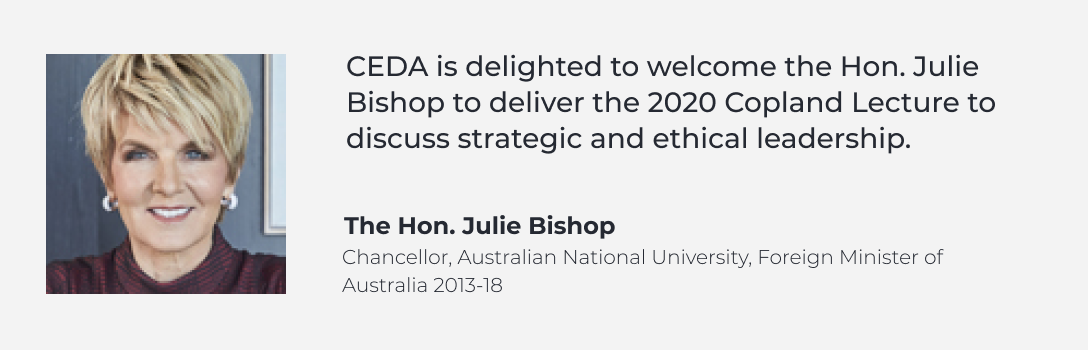 CEDA is delighted to welcome the Hon. Julie
Bishop to deliver the 2020 Copland Lecture to
discuss strategic and ethical leadership.
The Hon. Julie Bishop
Chancellor, Australian National University, Foreign Minister of
Australia 2013-18